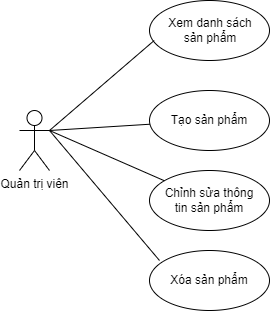 Xem danh sách
sản phẩm
Tạo sản phẩm
Quản trị viên
Chỉnh sửa thông
tin sản phẩm
Xóa sản phẩm